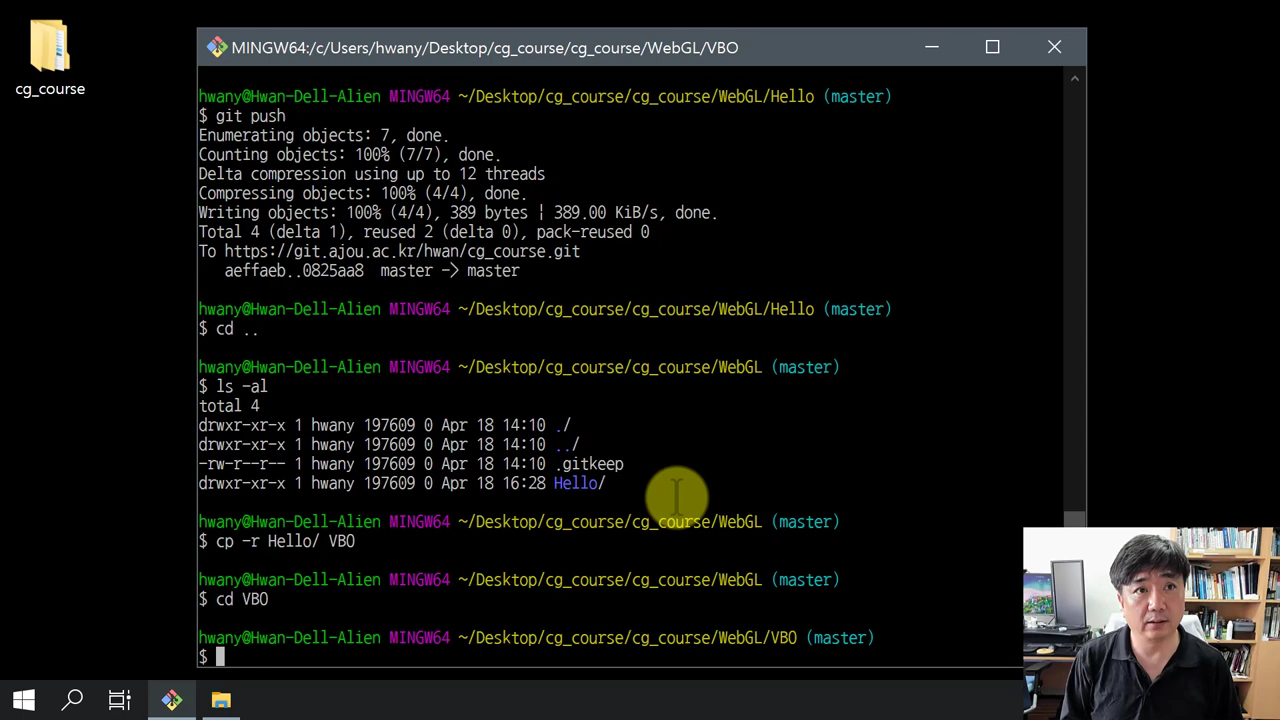 cg_course
MINGW64:/c/Users/hwany/Desktop/cg_course/cg_course/WebGL/VBO
hwany@Hwan-Dell-Alien MINGW64 ~/Desktop/cg_course/cg_course/WebGL/Hello (master)
$ git push
Enumerating objects: 7, done.
Counting objects: 100% (7/7), done.
Delta compression using up to 12 threads
Compressing objects: 100% (4/4), done.
Writing objects: 100% (4/4), 389 bytes | 389.00 KiB/s, done.
Total 4 (delta 1), reused 2 (delta 0), pack-reused 0
To https://git.ajou.ac.kr/hwan/cg_course.git
aeffaeb..0825aa8 master -> master
hwany@Hwan-Dell-Alien MINGW64 ~/Desktop/cg_course/cg_course/WebGL/Hello (master)
$ cd ..
hwany@Hwan-Dell-Alien MINGW64 ~/Desktop/cg_course/cg_course/WebGL (master)
$ ls -al
total 4
drwxr-xr-x 1 hwany 197609 0 Apr 18 14:10 ./
drwxr-xr-x 1 hwany 197609 0 Apr 18 14:10 ../
-rw-r--r-- 1 hwany 197609 0 Apr 18 14:10 .gitkeep
drwxr-xr-x 1 hwany 197609 0 Apr 18 16:28 Hello/
hwany@Hwan-Dell-Alien MINGW64 ~/Desktop/cg_course/cg_course/WebGL (master)
$ cp -r Hello/ VBO
hwany@Hwan-Dell-Alien MINGW64 ~/Desktop/cg_course/cg_course/WebGL (master)
$ cd VBO
hwany@Hwan-Dell-Alien MINGW64 ~/Desktop/cg_course/cg_course/WebGL/VBO (master)
$